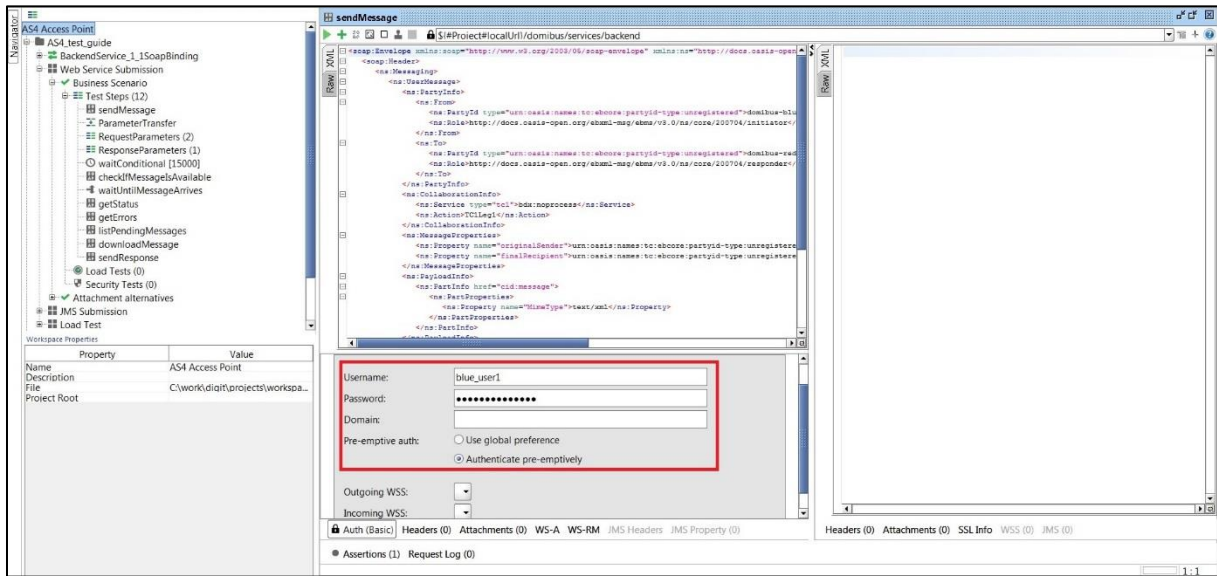 Navigator
AS4 Access Point
AS4_test_guide
BackendService_1_1SoapBinding
Web Service Submission
Business Scenario
Test Steps (12)
sendMessage
ParameterTransfer
RequestParameters (2)
ResponseParameters (1)
waitConditional [15000]
checkIfMessageIsAvailable
waitUntilMessageArrives
getStatus
getErrors
listPendingMessages
downloadMessage
sendResponse
Load Tests (0)
Security Tests (0)
Attachment alternatives
JMS Submission
Load Test
Workspace Properties
Property Value
Name AS4 Access Point
Description
File C:\work\digit\projects\workspa...
Project Root
sendMessage
${#Project#localUrl}/domibus/services/backend
XML
Raw
<soap:Envelope xmlns:soap="http://www.w3.org/2003/05/soap-envelope" xmlns:ns="http://docs.oasis-open
<soap:Header>
<ns:Messaging>
<ns:UserMessage>
<ns:PartyInfo>
<ns:From>
<ns:PartyId type="urn:oasis:names:tc:ebcore:partyid-type:unregistered">domibus-blu
<ns:Role>http://docs.oasis-open.org/ebxml-msg/ebms/v3.0/ns/core/200704/initiator</
</ns:From>
<ns:To>
<ns:PartyId type="urn:oasis:names:tc:ebcore:partyid-type:unregistered">domibus-red
<ns:Role>http://docs.oasis-open.org/ebxml-msg/ebms/v3.0/ns/core/200704/responder</
</ns:To>
</ns:PartyInfo>
<ns:CollaborationInfo>
<ns:Service type="tc1">bdx:noprocess</ns:Service>
<ns:Action>TC1Leg1</ns:Action>
</ns:CollaborationInfo>
<ns:MessageProperties>
<ns:Property name="originalSender">urn:oasis:names:tc:ebcore:partyid-type:unregistere
<ns:Property name="finalRecipient">urn:oasis:names:tc:ebcore:partyid-type:unregistere
</ns:MessageProperties>
<ns:PayloadInfo>
<ns:PartInfo href="cid:message">
<ns:PartProperties>
<ns:Property name="MimeType">text/xml</ns:Property>
</ns:PartProperties>
</ns:PartInfo>
</ns:PayloadInfo>
Username: blue_user1
Password: ••••••••••••••
Domain:
Pre-emptive auth: Use global preference
Authenticate pre-emptively
Outgoing WSS:
Incoming WSS:
Auth (Basic) Headers (0) Attachments (0) WS-A WS-RM JMS Headers JMS Property (0)
Assertions (1) Request Log (0)
XML
Raw
Headers (0) Attachments (0) SSL Info WSS (0) JMS (0)
1 : 1